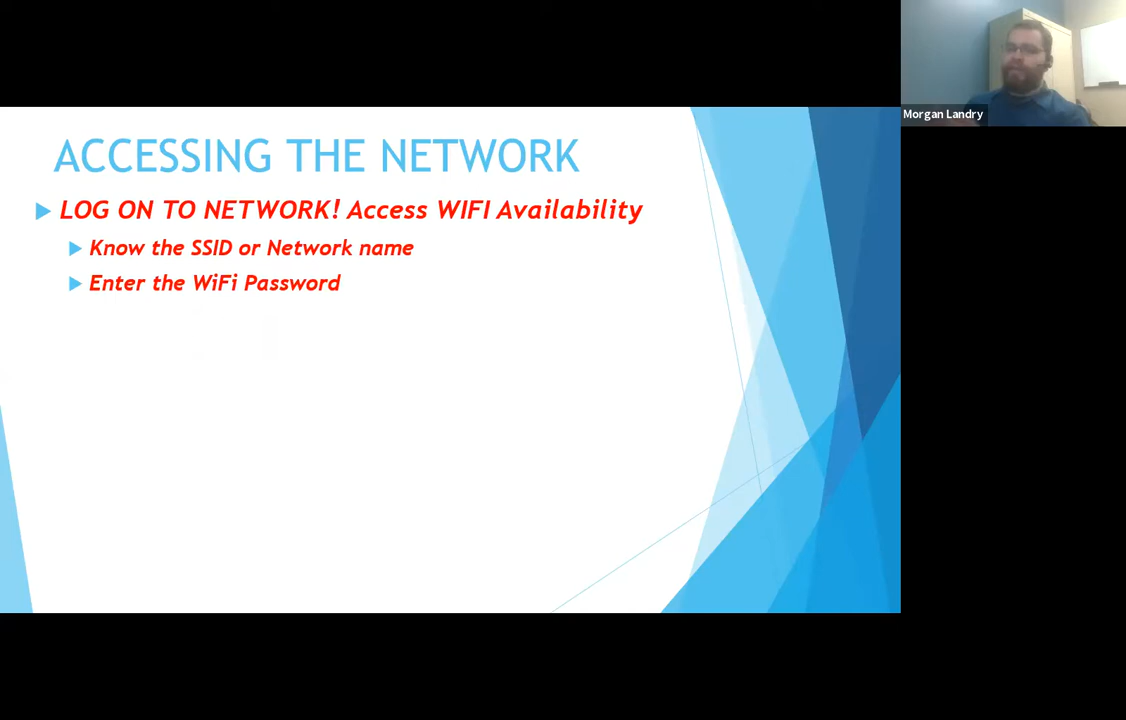 ACCESSING THE NETWORK
LOG ON TO NETWORK! Access WIFI Availability
Know the SSID or Network name
Enter the WiFi Password
Morgan Landry